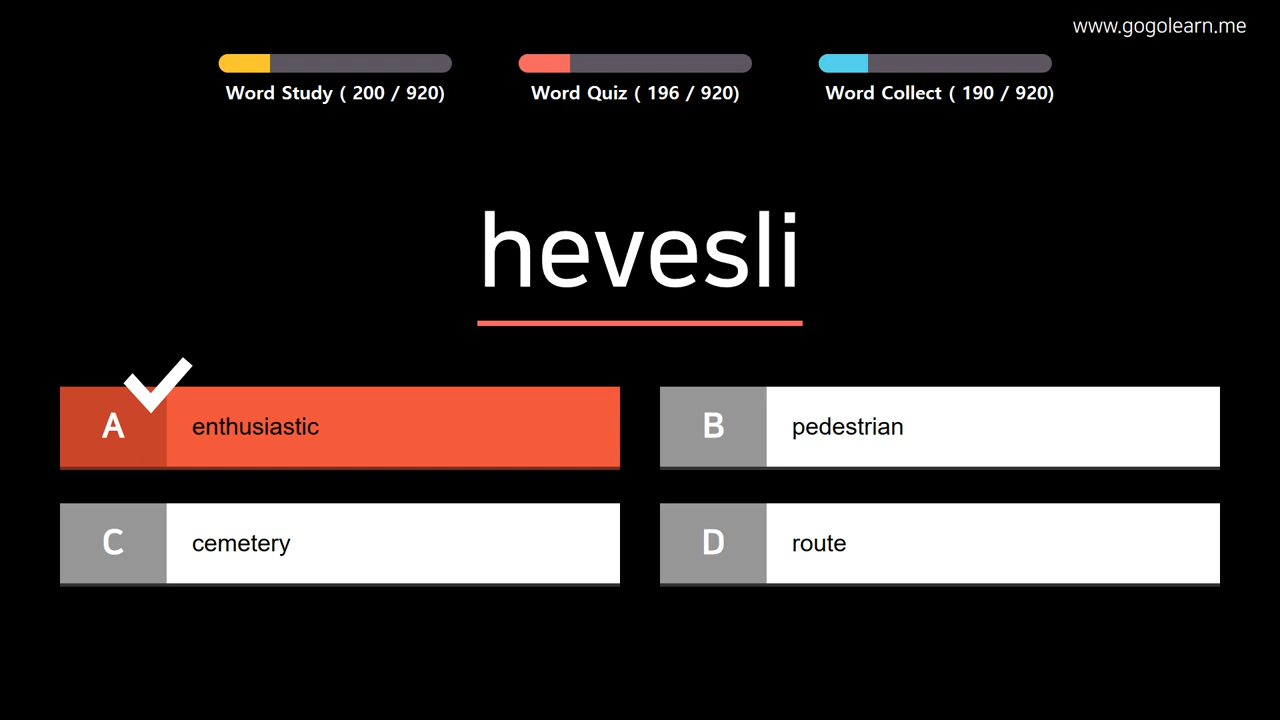 www.gogolearn.me
Word Study ( 200 / 920)
Word Quiz ( 196 / 920)
Word Collect ( 190 / 920)
hevesli
A enthusiastic
B pedestrian
C cemetery
D route